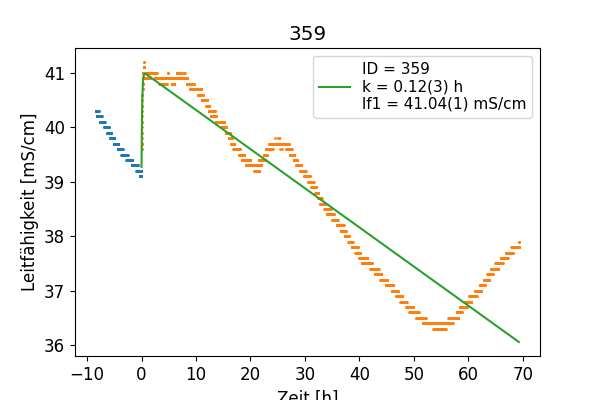 359
ID = 359
k = 0.12(3) h
lf1 = 41.04(1) mS/cm
Leitfähigkeit [mS/cm]
41
40
39
38
37
36
−10 0 10 20 30 40 50 60 70
Zeit [h]